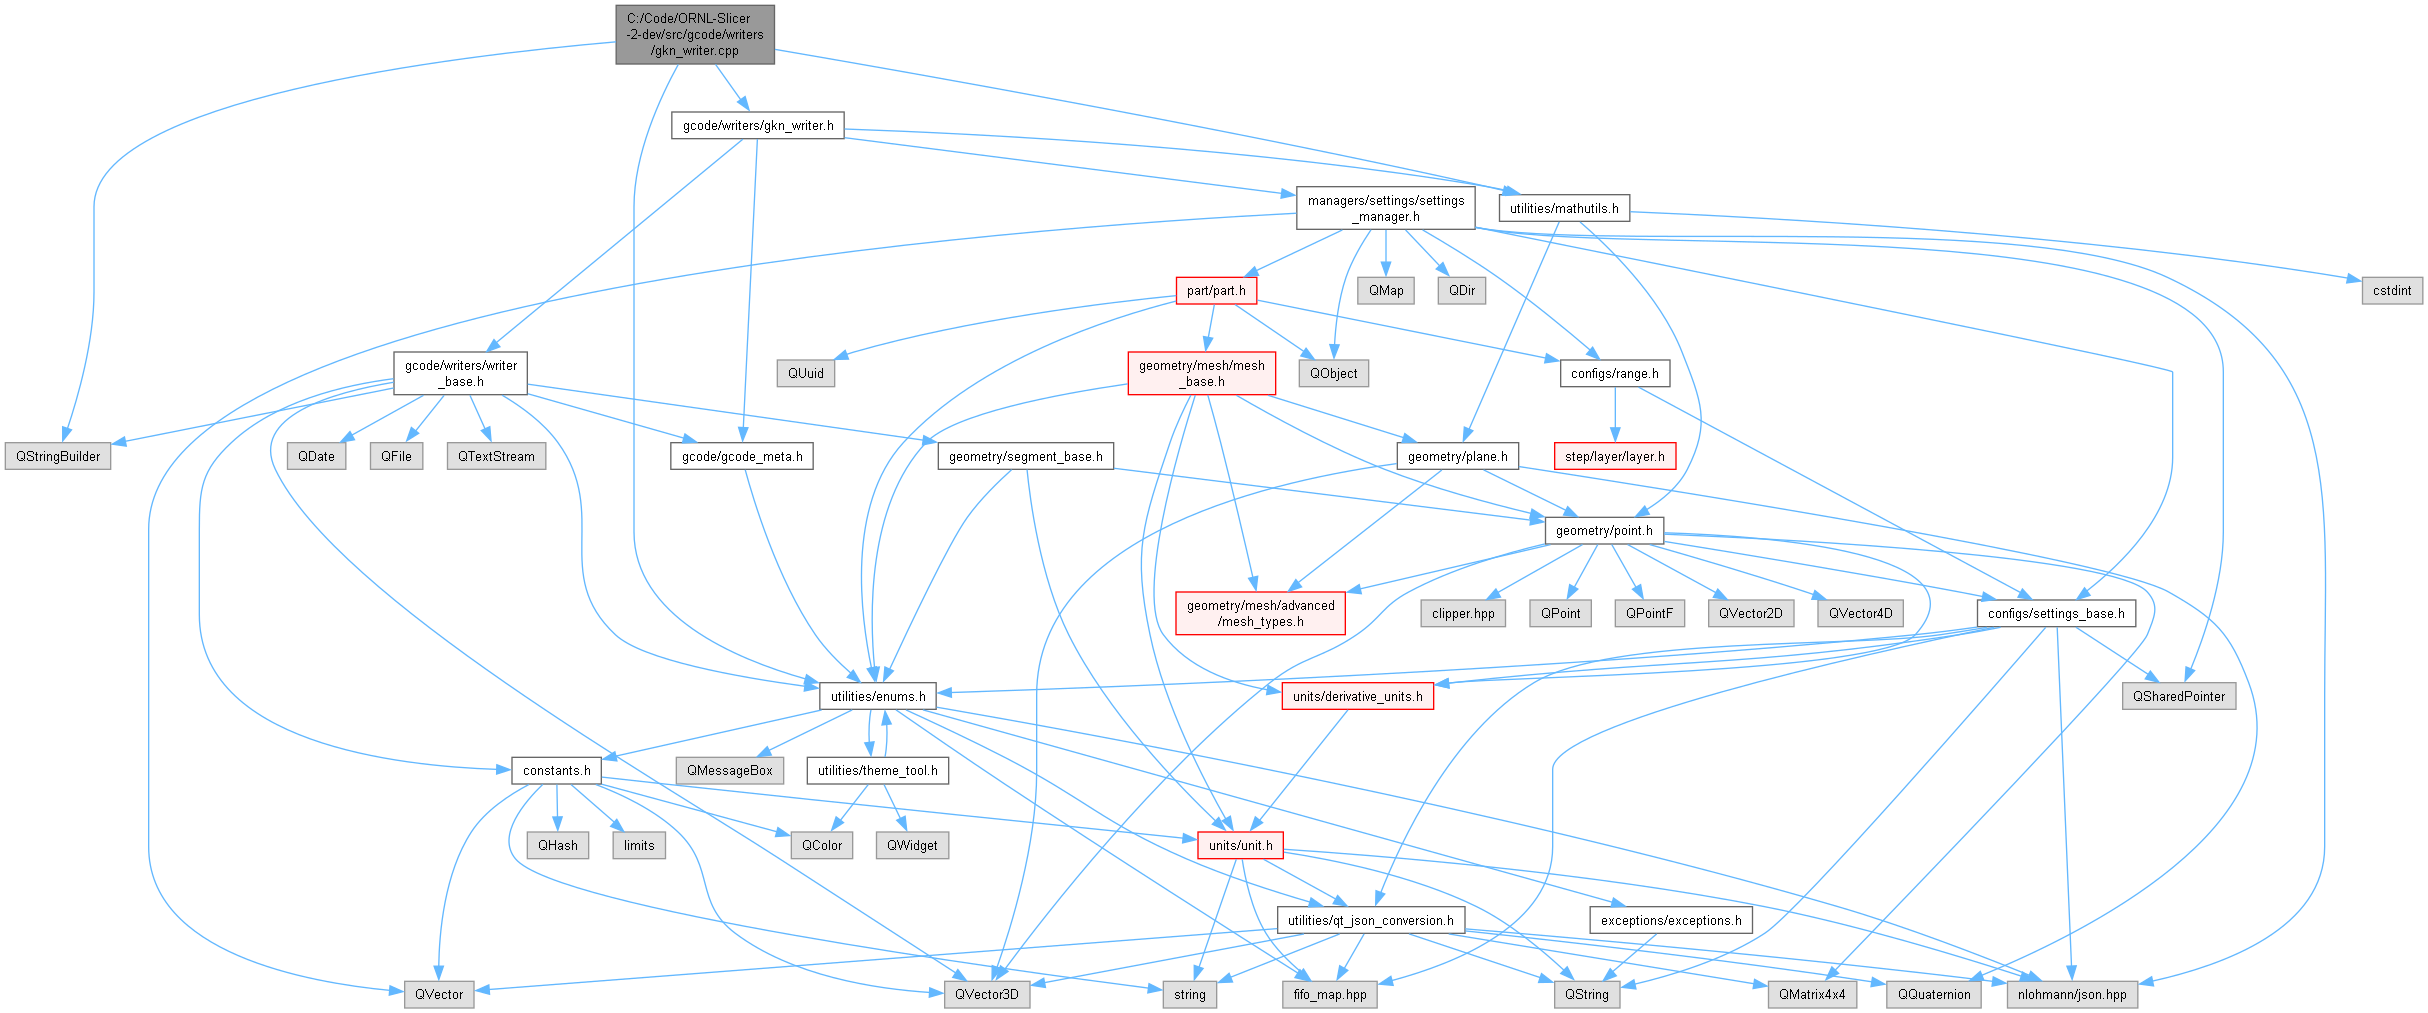 C:/Code/ORNL-Slicer
-2-dev/src/gcode/writers
/gkn_writer.cpp
gcode/writers/gkn_writer.h
managers/settings/settings
_manager.h
utilities/mathutils.h
part/part.h
QMap
QDir
cstdint
gcode/writers/writer
_base.h
QUuid
geometry/mesh/mesh
_base.h
QObject
configs/range.h
QStringBuilder
QDate
QFile
QTextStream
gcode/gcode_meta.h
geometry/segment_base.h
geometry/plane.h
step/layer/layer.h
geometry/point.h
geometry/mesh/advanced
/mesh_types.h
clipper.hpp
QPoint
QPointF
QVector2D
QVector4D
configs/settings_base.h
utilities/enums.h
units/derivative_units.h
QSharedPointer
constants.h
QMessageBox
utilities/theme_tool.h
QHash
limits
QColor
QWidget
units/unit.h
utilities/qt_json_conversion.h
exceptions/exceptions.h
QVector
QVector3D
string
fifo_map.hpp
QString
QMatrix4x4
QQuaternion
nlohmann/json.hpp